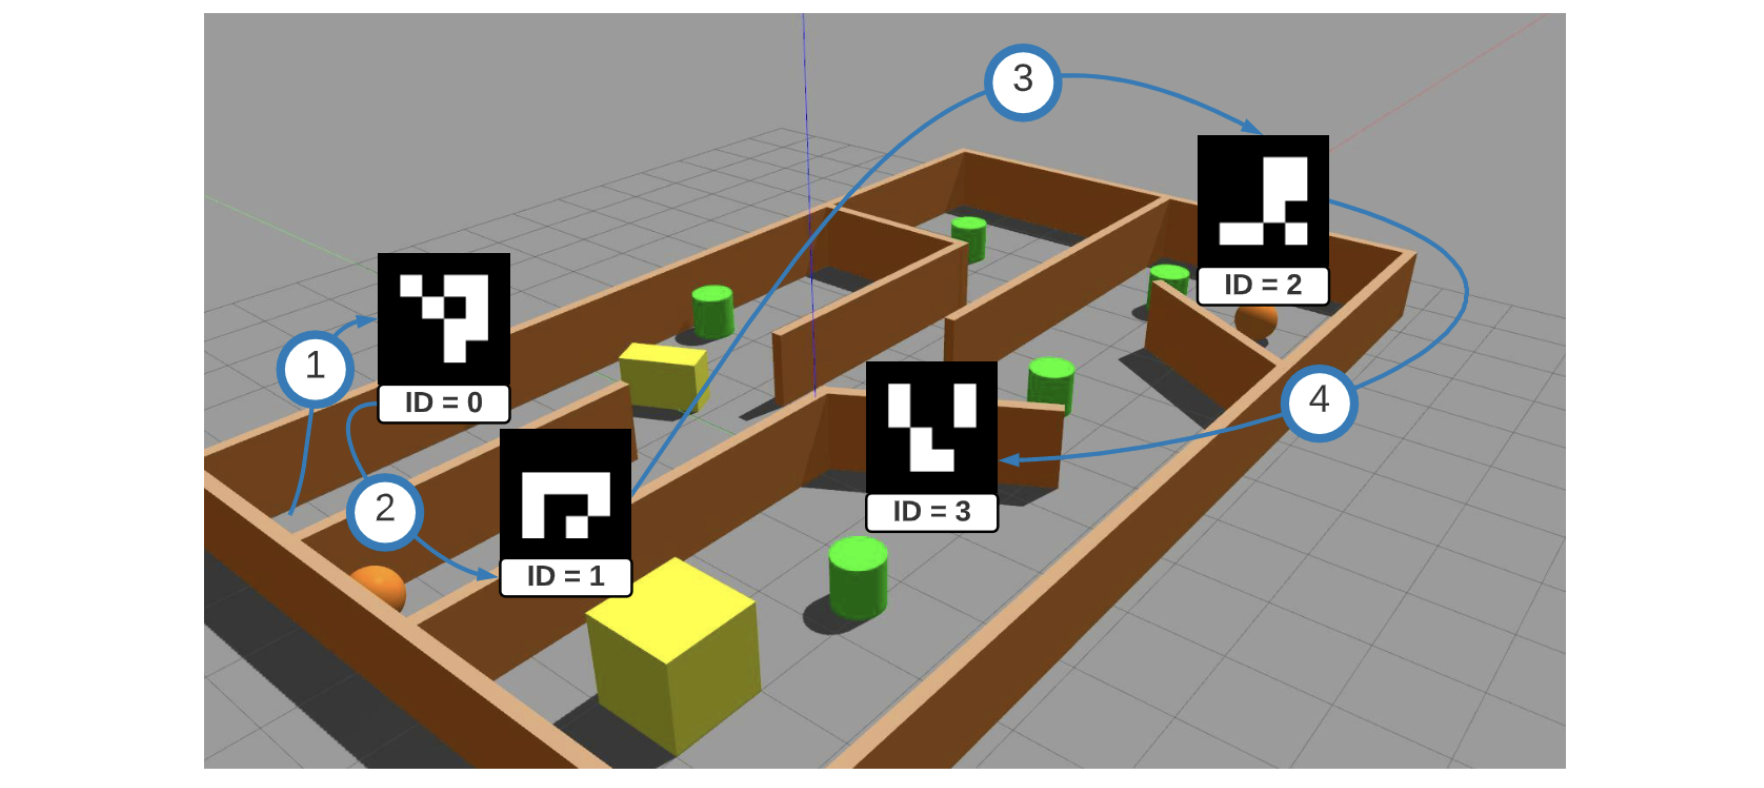 3
ID = 2
1
ID = 0
4
2
ID = 3
ID = 1